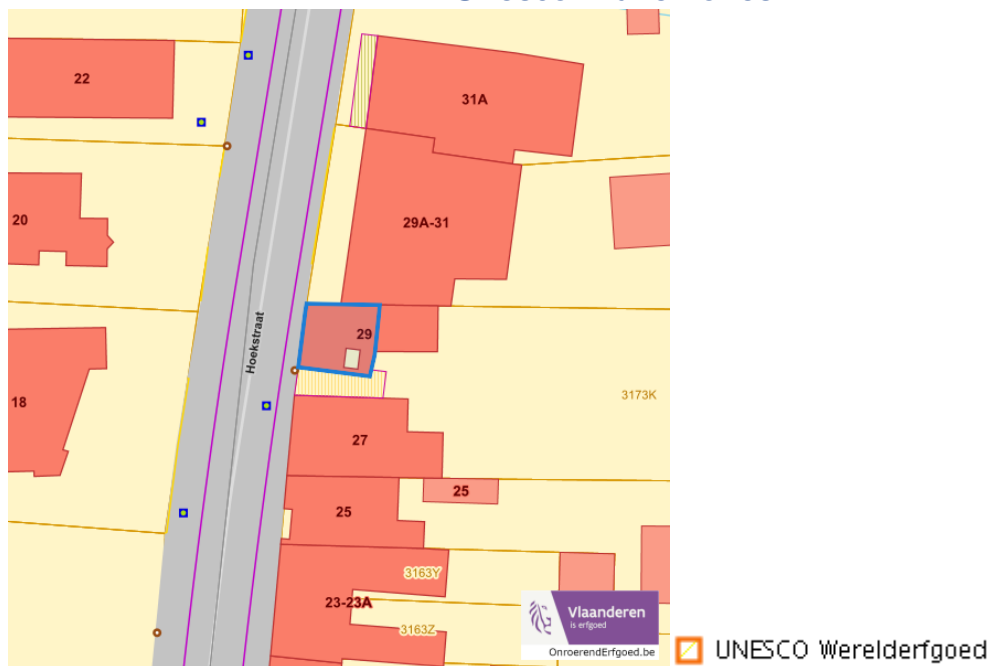 22
31A
20
29A-31
Hoekstraat
29
18
3173K
27
25
25
3163Y
23-23A
3163Z
Vlaanderen
is erfgoed
OnroerendErfgoed.be
UNESCO Werelderfgoed